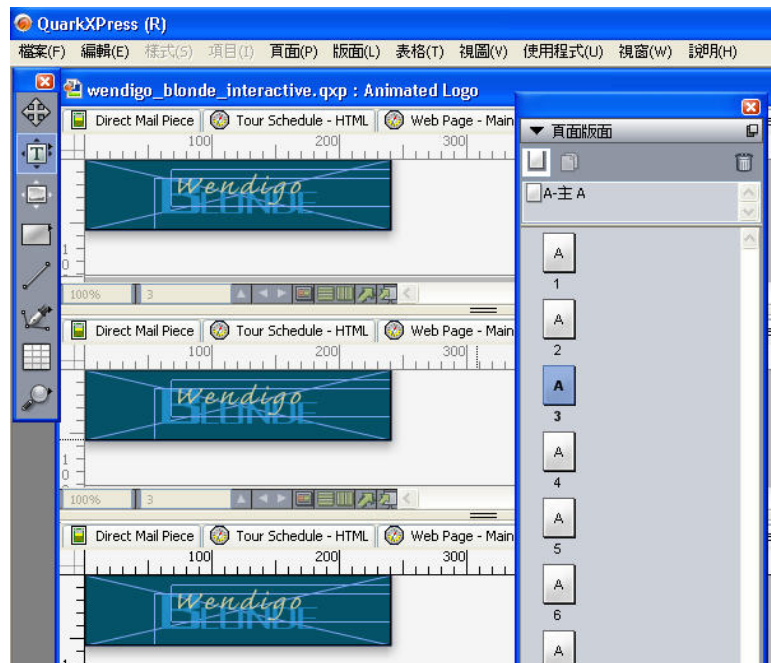 QuarkXPress (R)
檔案(F) 編輯(E) 樣式(S) 項目(I) 頁面(P) 版面(L) 表格(T) 視圖(V) 使用程式(U) 視窗(W) 說明(H)
wendigo_blonde_interactive.qxp : Animated Logo
Direct Mail Piece Tour Schedule - HTML Web Page - Main
100 200 300
Wendigo
BLONDE
1
0
100% 3
Direct Mail Piece Tour Schedule - HTML Web Page - Main
100 200 300
Wendigo
BLONDE
1
0
100% 3
Direct Mail Piece Tour Schedule - HTML Web Page - Main
100 200 300
Wendigo
BLONDE
頁面版面
A-主 A
A
1
A
2
A
3
A
4
A
5
A
6
A